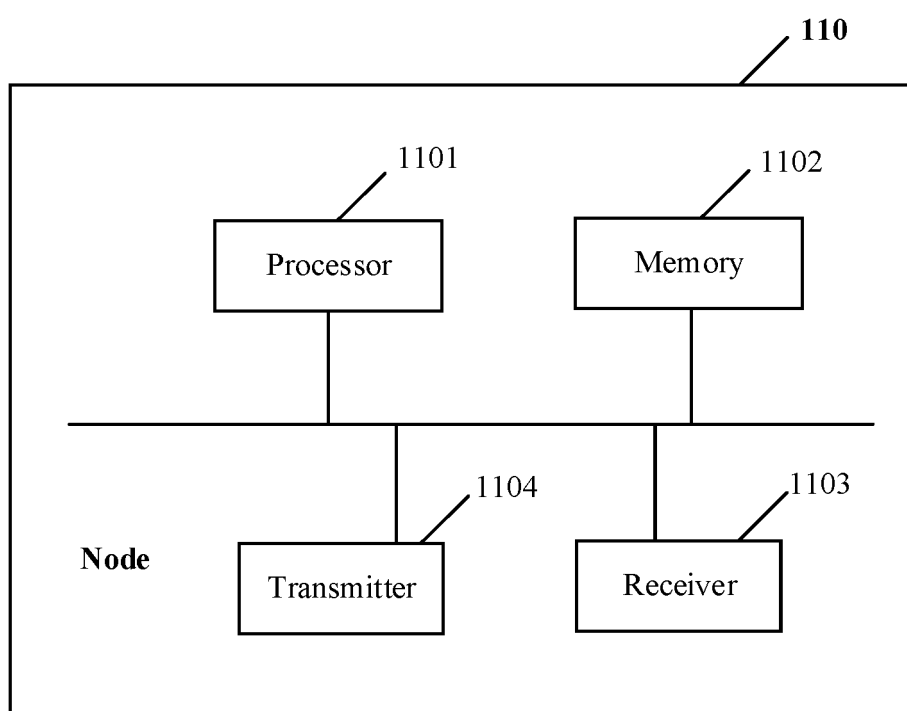 110
1101
1102
Processor
Memory
1104
1103
Node
Transmitter
Receiver